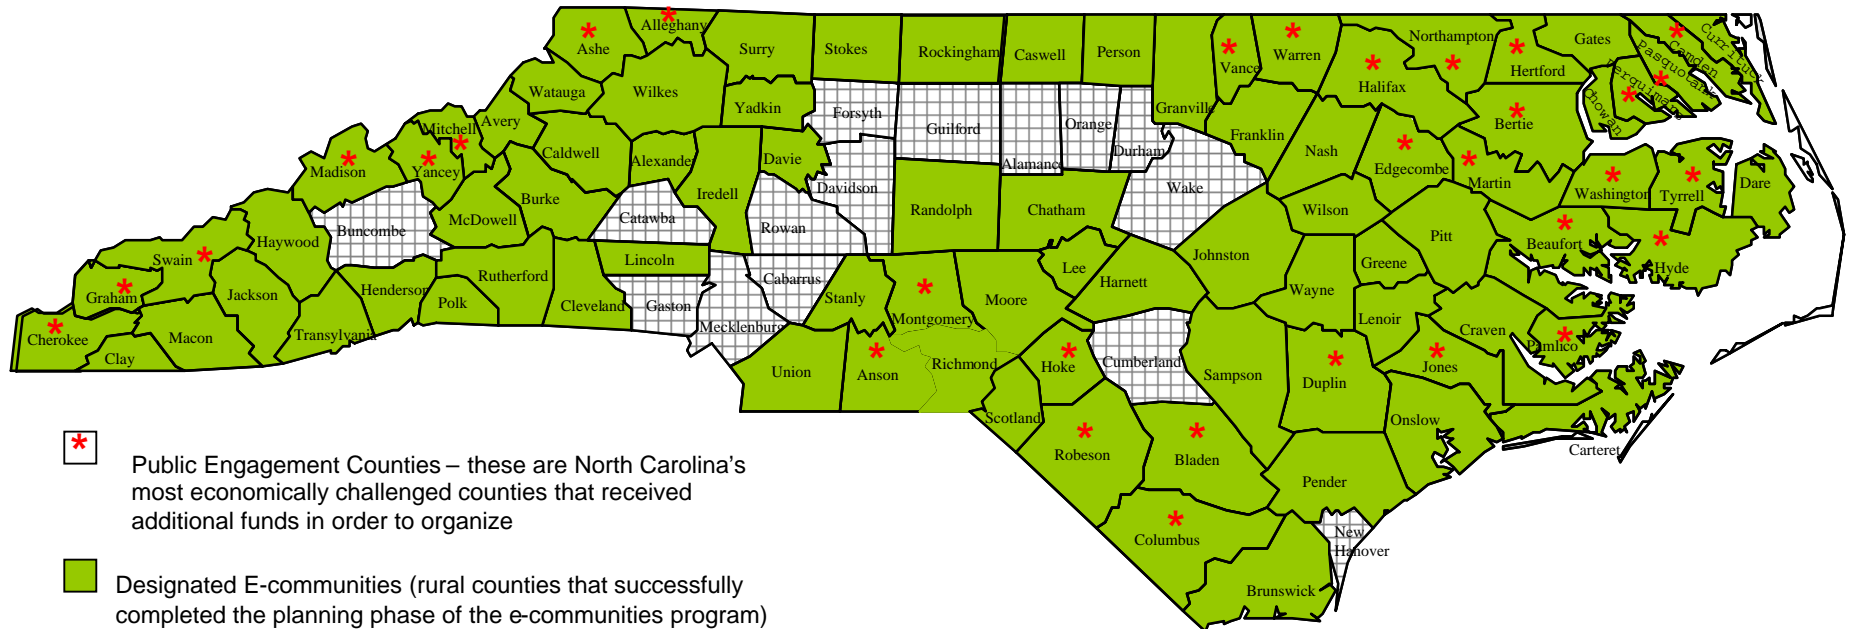 Alleghany
Ashe
Surry
Stokes
Rockingham
Caswell
Person
Vance
Warren
Northampton
Gates
Hertford
Camden
Currituck
Pasquotank
Perquimans
Chowan
Watauga
Wilkes
Yadkin
Forsyth
Guilford
Alamance
Orange
Durham
Granville
Franklin
Halifax
Bertie
Mitchell
Avery
Caldwell
Alexander
Davie
Nash
Edgecombe
Martin
Washington
Tyrrell
Dare
Madison
Yancey
McDowell
Burke
Iredell
Davidson
Randolph
Chatham
Wake
Wilson
Buncombe
Catawba
Rowan
Haywood
Swain
Graham
Jackson
Henderson
Polk
Rutherford
Cleveland
Lincoln
Gaston
Cabarrus
Stanly
Mecklenburg
Montgomery
Moore
Lee
Harnett
Johnston
Wayne
Greene
Pitt
Beaufort
Hyde
Cherokee
Clay
Macon
Transylvania
Union
Anson
Richmond
Hoke
Cumberland
Sampson
Duplin
Lenoir
Craven
Pamlico
Jones
Onslow
Carteret
Scotland
Robeson
Bladen
Pender
Columbus
New
Hanover
Brunswick
* Public Engagement Counties – these are North Carolina's
most economically challenged counties that received
additional funds in order to organize
Designated E-communities (rural counties that successfully
completed the planning phase of the e-communities program)